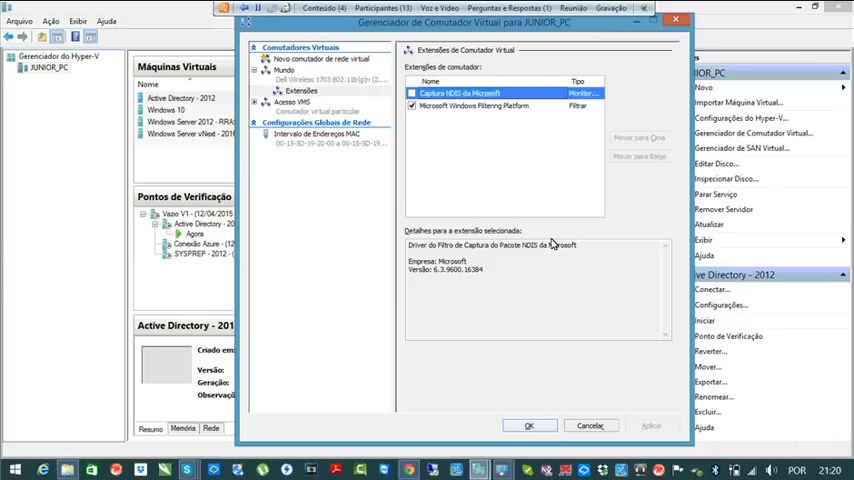 Conteúdo (4) Participantes (13) Voz e Vídeo Perguntas e Respostas (1) Reunião Gravação
Gerenciador de Comutador Virtual para JUNIOR_PC
Arquivo Ação Exibir Ajuda
Gerenciador do Hyper-V
JUNIOR_PC
Máquinas Virtuais
Nome
Active Directory - 2012
Windows 10
Windows Server 2012 - RRA
Windows Server vNext - 2016
Pontos de Verificação
Vazio V1 - (12/04/2015
Active Directory -
Agora
Conexão Azure - (
SYSPREP - 2012 -
Active Directory - 201
Criado em:
Versão:
Geração:
Observaçõ
Resumo Memória Rede
Comutadores Virtuais
Novo comutador de rede virtual
Mundo
Dell Wireless 1703 802.11b|g|n (2...
Extensões
Acesso VMS
Comutador virtual particular
Configurações Globais de Rede
Intervalo de Endereços MAC
00-15-5D-19-20-00 a 00-15-5D-...
Extensões de Comutador Virtual
Extensões de comutador:
Nome Tipo
Captura NDIS da Microsoft Monitor...
Microsoft Windows Filtering Platform Filtrar
Mover para Cima
Mover para Baixo
Detalhes para a extensão selecionada:
Driver do Filtro de Captura do Pacote NDIS da Microsoft
Empresa: Microsoft
Versão: 6.3.9600.16384
OK Cancelar Aplicar
IOR_PC
Novo
Importar Máquina Virtual...
Configurações do Hyper-V...
Gerenciador de Comutador Virtual...
Gerenciador de SAN Virtual...
Editar Disco...
Inspecionar Disco...
Parar Serviço
Remover Servidor
Atualizar
Exibir
Ajuda
ive Directory - 2012
Conectar...
Configurações...
Iniciar
Ponto de Verificação
Reverter...
Mover...
Exportar...
Renomear...
Excluir...
Ajuda
POR 21:20